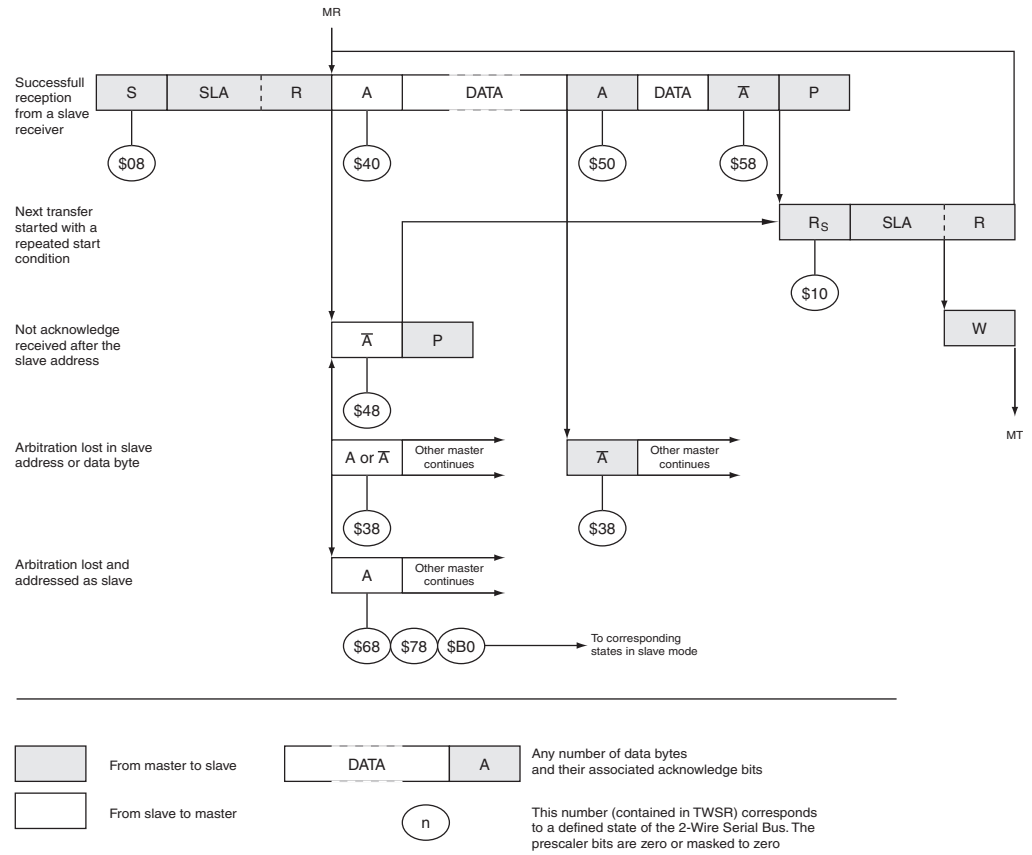 MR
Successfull
reception
from a slave
receiver
S SLA R A DATA A DATA A̅ P
$08 $40 $50 $58
Next transfer
started with a
repeated start
condition
RS SLA R
$10
Not acknowledge
received after the
slave address
A̅ P
W
$48
MT
Arbitration lost in slave
address or data byte
A or A̅
Other master
continues
A̅
Other master
continues
$38 $38
Arbitration lost and
addressed as slave
A
Other master
continues
$68 $78 $B0
To corresponding
states in slave mode
From master to slave
DATA A
Any number of data bytes
and their associated acknowledge bits
From slave to master
n
This number (contained in TWSR) corresponds
to a defined state of the 2-Wire Serial Bus. The
prescaler bits are zero or masked to zero